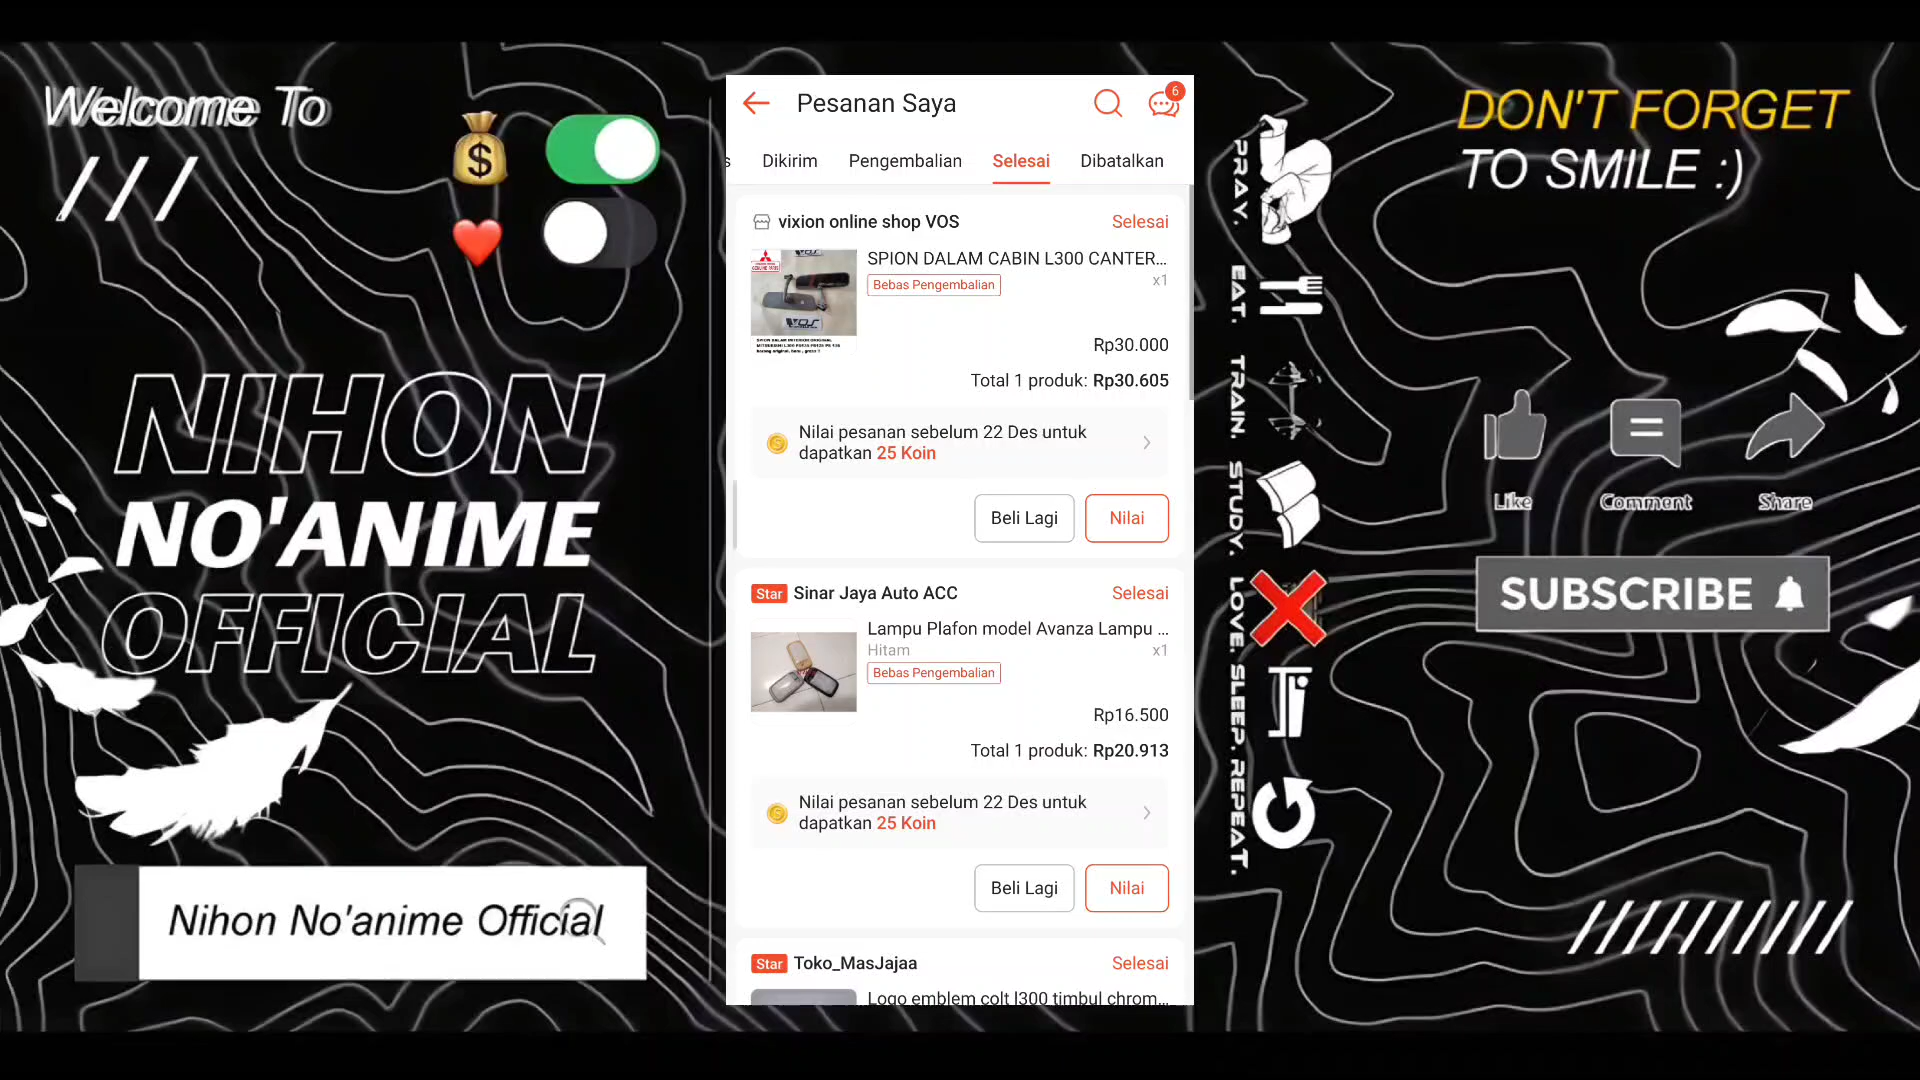 Welcome To
NIHON
NO'ANIME
OFFICIAL
Nihon No'anime Official
Pesanan Saya
6
Dikirim
Pengembalian
Selesai
Dibatalkan
vixion online shop VOS
Selesai
SPION DALAM CABIN L300 CANTER...
x1
Bebas Pengembalian
Rp30.000
Total 1 produk: Rp30.605
Nilai pesanan sebelum 22 Des untuk
dapatkan 25 Koin
Beli Lagi
Nilai
Star Sinar Jaya Auto ACC
Selesai
Lampu Plafon model Avanza Lampu ...
Hitam
x1
Bebas Pengembalian
Rp16.500
Total 1 produk: Rp20.913
Nilai pesanan sebelum 22 Des untuk
dapatkan 25 Koin
Beli Lagi
Nilai
Star Toko_MasJajaa
Selesai
Logo emblem colt l300 timbul chrom...
PRAY. EAT. TRAIN. STUDY. LOVE. SLEEP. REPEAT.
DON'T FORGET
TO SMILE :)
Like
Comment
Share
SUBSCRIBE